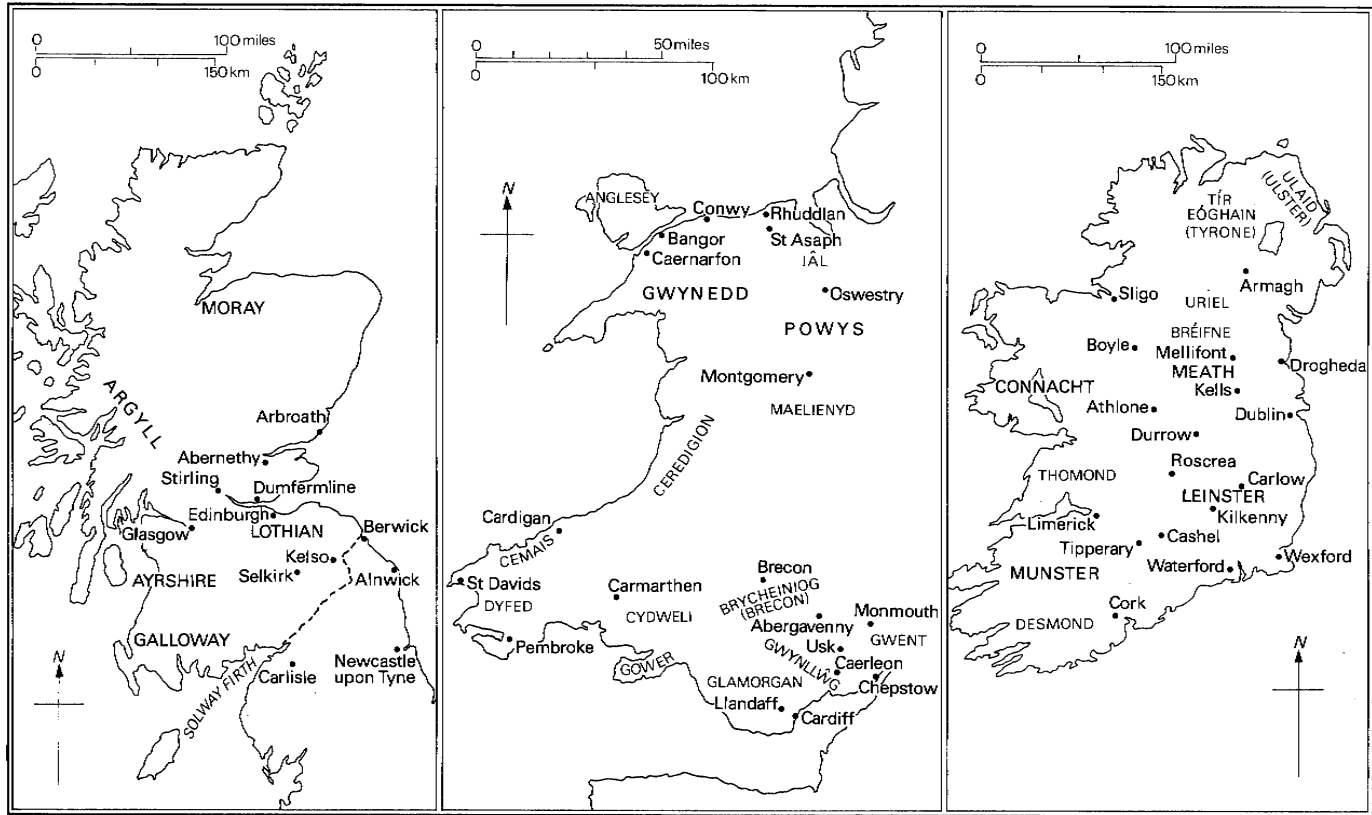 0 100 miles
0 150 km
N
MORAY
ARGYLL
Arbroath
Abernethy
Stirling
Dumfermline
Edinburgh
LOTHIAN
Glasgow
Berwick
Kelso
Selkirk
AYRSHIRE
Alnwick
GALLOWAY
SOLWAY FIRTH
Carlisle
Newcastle
upon Tyne
0 50 miles
0 100 km
N
ANGLESEY
Conwy
Rhuddlan
Bangor
St Asaph
Caernarfon
JÂL
GWYNEDD
Oswestry
POWYS
Montgomery
MAELIENYD
CEREDIGION
Cardigan
CEMAIS
St Davids
DYFED
Pembroke
Carmarthen
CYDWELI
GOWER
Brecon
BRYCHEINIOG
(BRECON)
Abergavenny
Monmouth
Usk
GWENT
GWYNLLŴG
Caerleon
Chepstow
GLAMORGAN
Llandaff
Cardiff
0 100 miles
0 150 km
ULAID
(ULSTER)
TÍR
EÓGHAIN
(TYRONE)
Armagh
Sligo
URIEL
BRÉIFNE
Boyle
Mellifont
Drogheda
MEATH
CONNACHT
Kells
Athlone
Dublin
Durrow
Roscrea
THOMOND
Carlow
LEINSTER
Limerick
Kilkenny
Cashel
Tipperary
Wexford
Waterford
MUNSTER
Cork
DESMOND
N